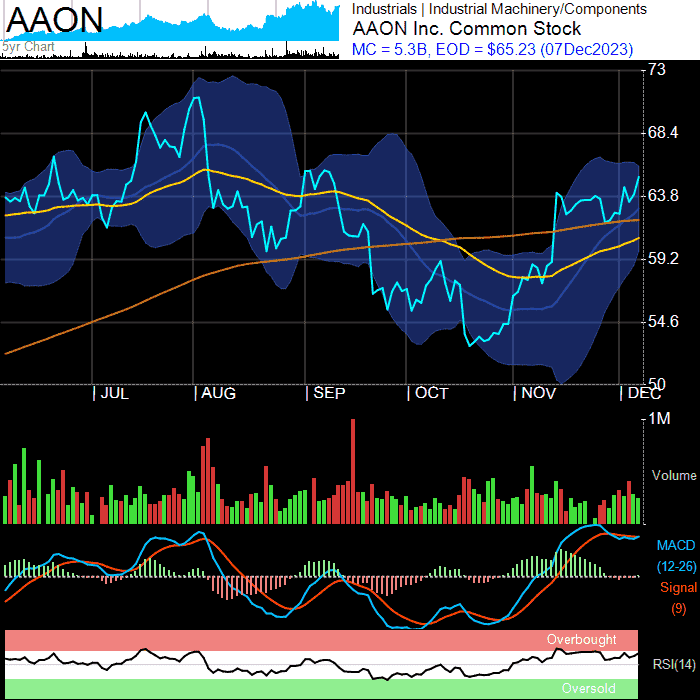 AAON
5yr Chart
Industrials | Industrial Machinery/Components
AAON Inc. Common Stock
MC = 5.3B, EOD = $65.23 (07Dec2023)
73
68.4
63.8
59.2
54.6
50
| JUL | AUG | SEP | OCT | NOV | DEC
1M
Volume
MACD
(12-26)
Signal
(9)
Overbought
RSI(14)
Oversold